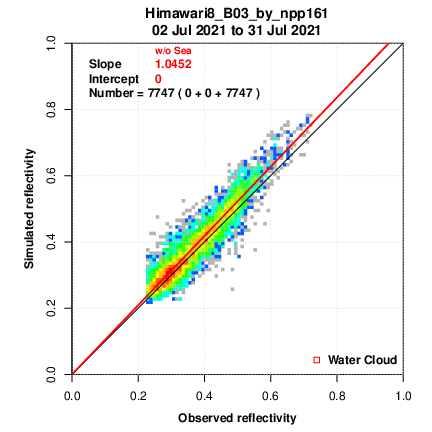 Himawari8_B03_by_npp161
02 Jul 2021 to 31 Jul 2021
w/o Sea
Slope 1.0452
Intercept 0
Number = 7747 ( 0 + 0 + 7747 )
Simulated reflectivity
1.0
0.8
0.6
0.4
0.2
0.0
Water Cloud
0.0 0.2 0.4 0.6 0.8 1.0
Observed reflectivity